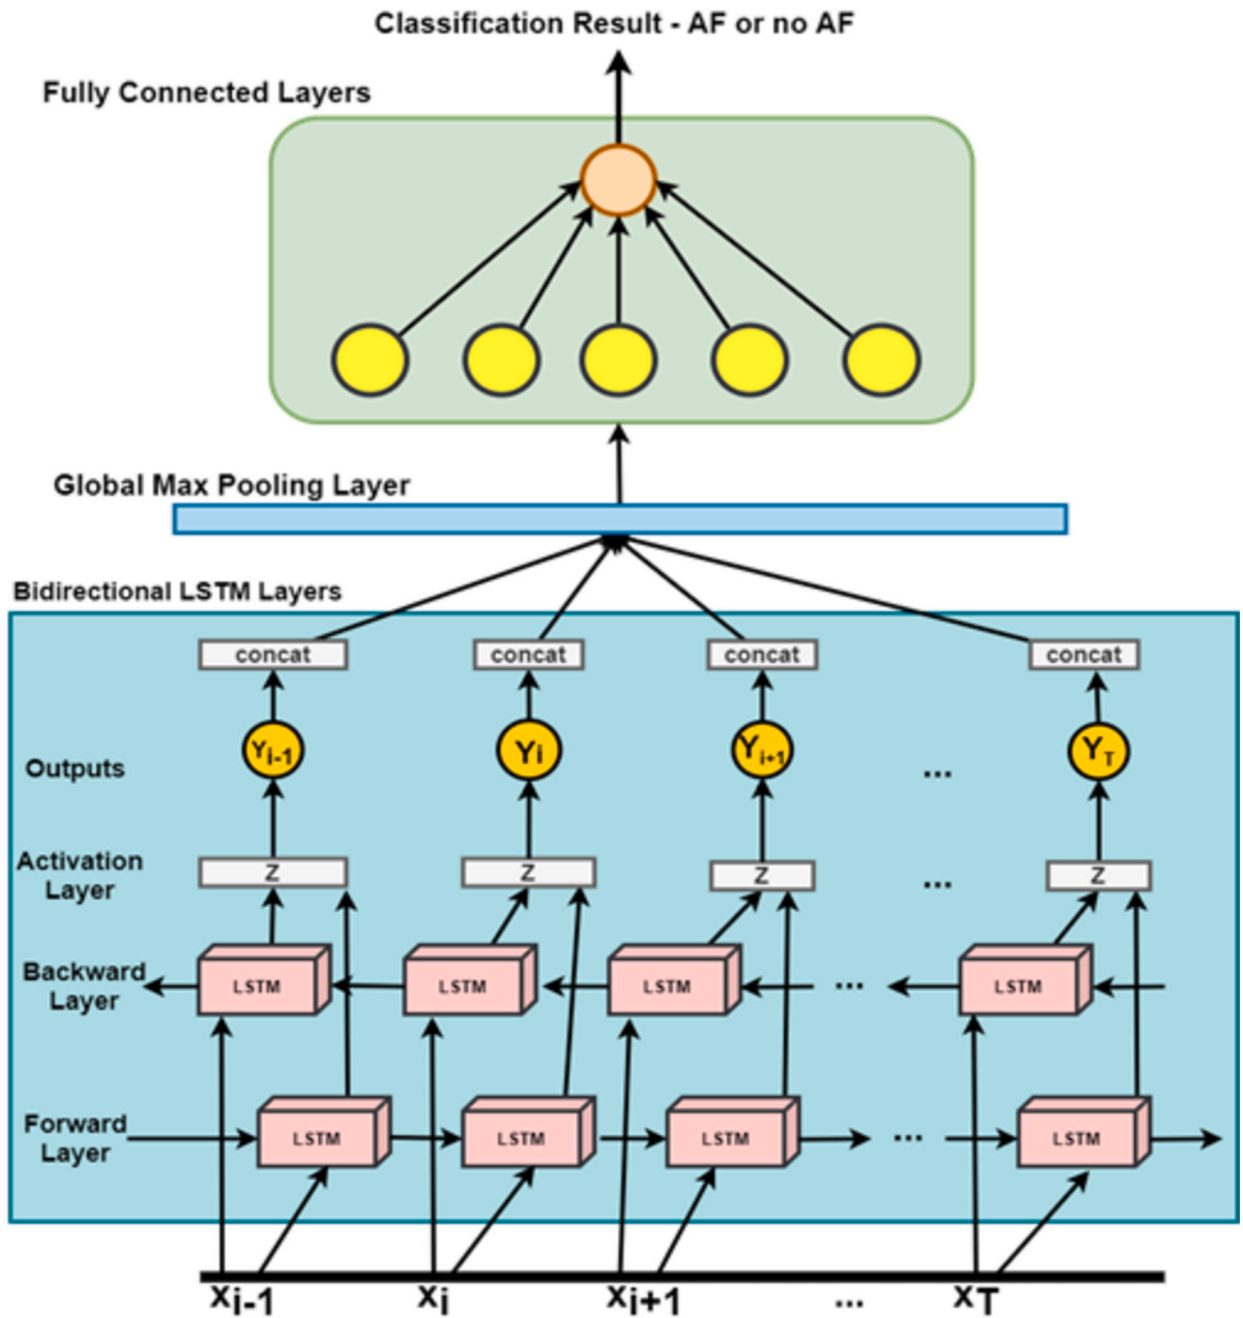 Classification Result - AF or no AF
Fully Connected Layers
Global Max Pooling Layer
Bidirectional LSTM Layers
concat concat concat concat
Outputs Yi-1 Yi Yi+1 ... YT
Activation
Layer
z z z ... z
Backward
Layer
LSTM LSTM LSTM ... LSTM
Forward
Layer
LSTM LSTM LSTM ... LSTM
xi-1 xi xi+1 ... xT